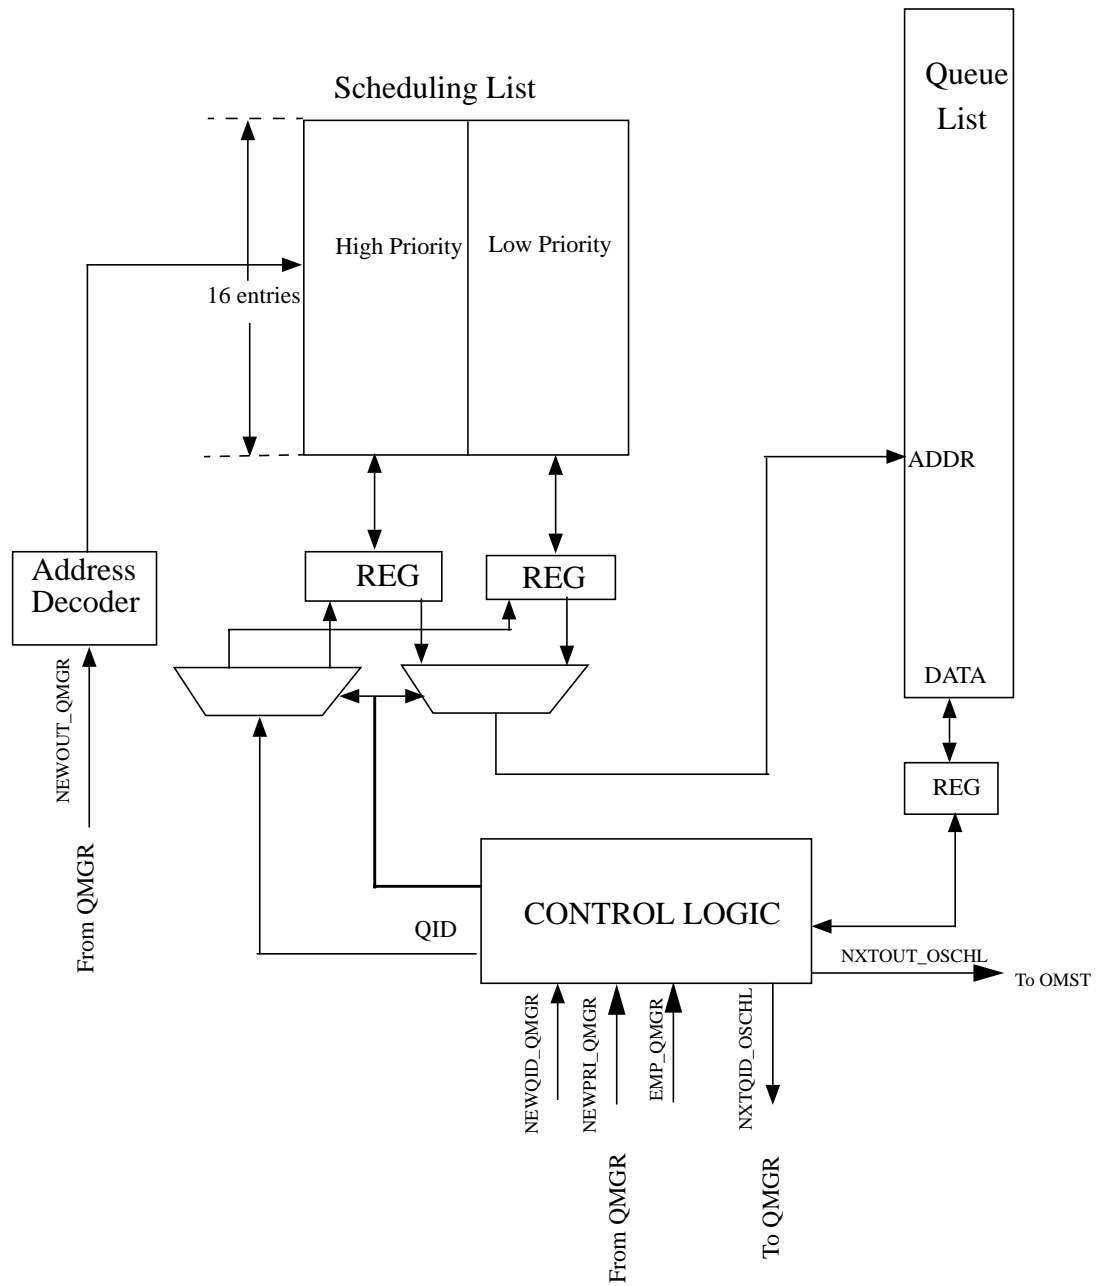 Queue
List
Scheduling List
High Priority
Low Priority
16 entries
ADDR
Address
Decoder
REG
REG
DATA
NEWOUT_QMGR
REG
From QMGR
CONTROL LOGIC
QID
NXTOUT_OSCHL
To OMST
NEWQID_QMGR
NEWPRI_QMGR
EMP_QMGR
NXTQID_OSCHL
From QMGR
To QMGR